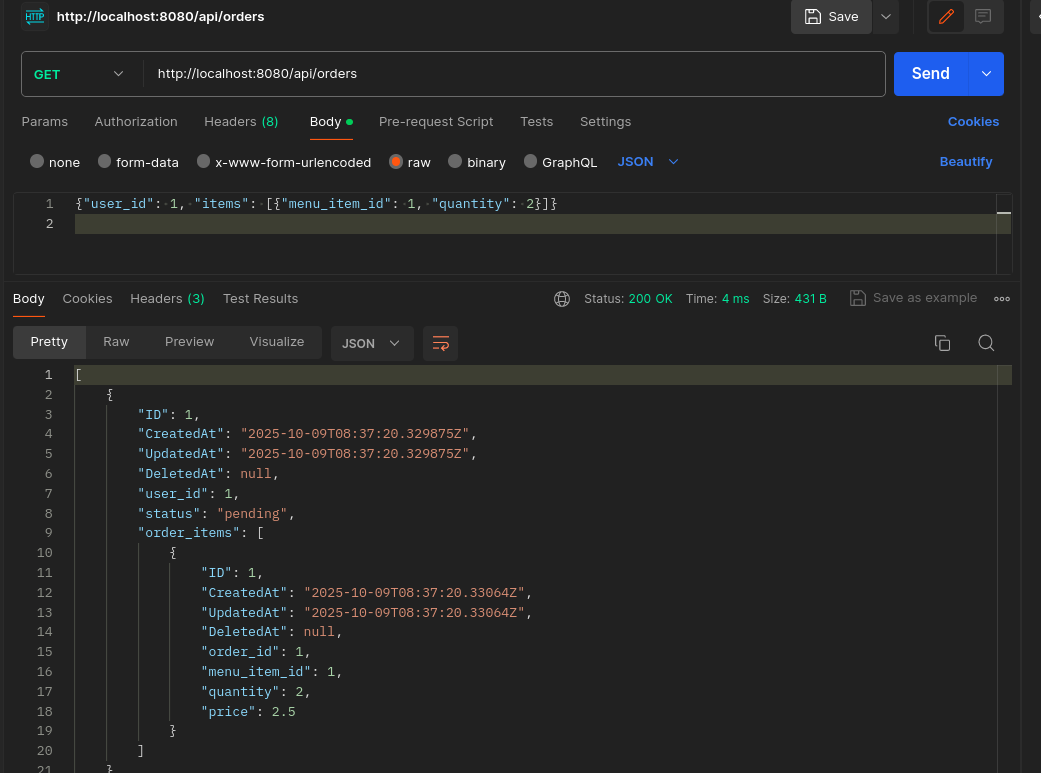 HTTP http://localhost:8080/api/orders Save
GET http://localhost:8080/api/orders Send
Params Authorization Headers (8) Body Pre-request Script Tests Settings Cookies
none form-data x-www-form-urlencoded raw binary GraphQL JSON Beautify
1 {"user_id": 1, "items": [{"menu_item_id": 1, "quantity": 2}]}
2
Body Cookies Headers (3) Test Results Status: 200 OK Time: 4 ms Size: 431 B Save as example
Pretty Raw Preview Visualize JSON
1 [
2 {
3 "ID": 1,
4 "CreatedAt": "2025-10-09T08:37:20.329875Z",
5 "UpdatedAt": "2025-10-09T08:37:20.329875Z",
6 "DeletedAt": null,
7 "user_id": 1,
8 "status": "pending",
9 "order_items": [
10 {
11 "ID": 1,
12 "CreatedAt": "2025-10-09T08:37:20.33064Z",
13 "UpdatedAt": "2025-10-09T08:37:20.33064Z",
14 "DeletedAt": null,
15 "order_id": 1,
16 "menu_item_id": 1,
17 "quantity": 2,
18 "price": 2.5
19 }
20 ]
21 }